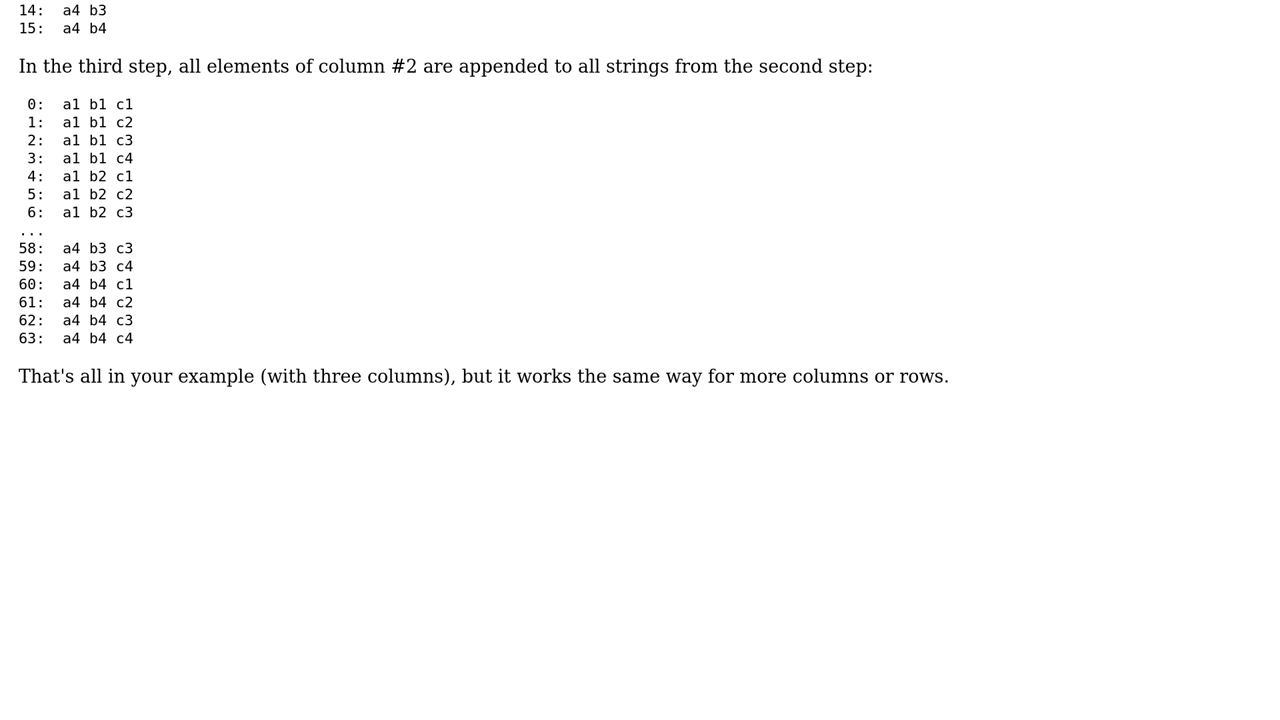 14:  a4 b3
15:  a4 b4
In the third step, all elements of column #2 are appended to all strings from the second step:
 0:  a1 b1 c1
 1:  a1 b1 c2
 2:  a1 b1 c3
 3:  a1 b1 c4
 4:  a1 b2 c1
 5:  a1 b2 c2
 6:  a1 b2 c3
...
58:  a4 b3 c3
59:  a4 b3 c4
60:  a4 b4 c1
61:  a4 b4 c2
62:  a4 b4 c3
63:  a4 b4 c4
That's all in your example (with three columns), but it works the same way for more columns or rows.